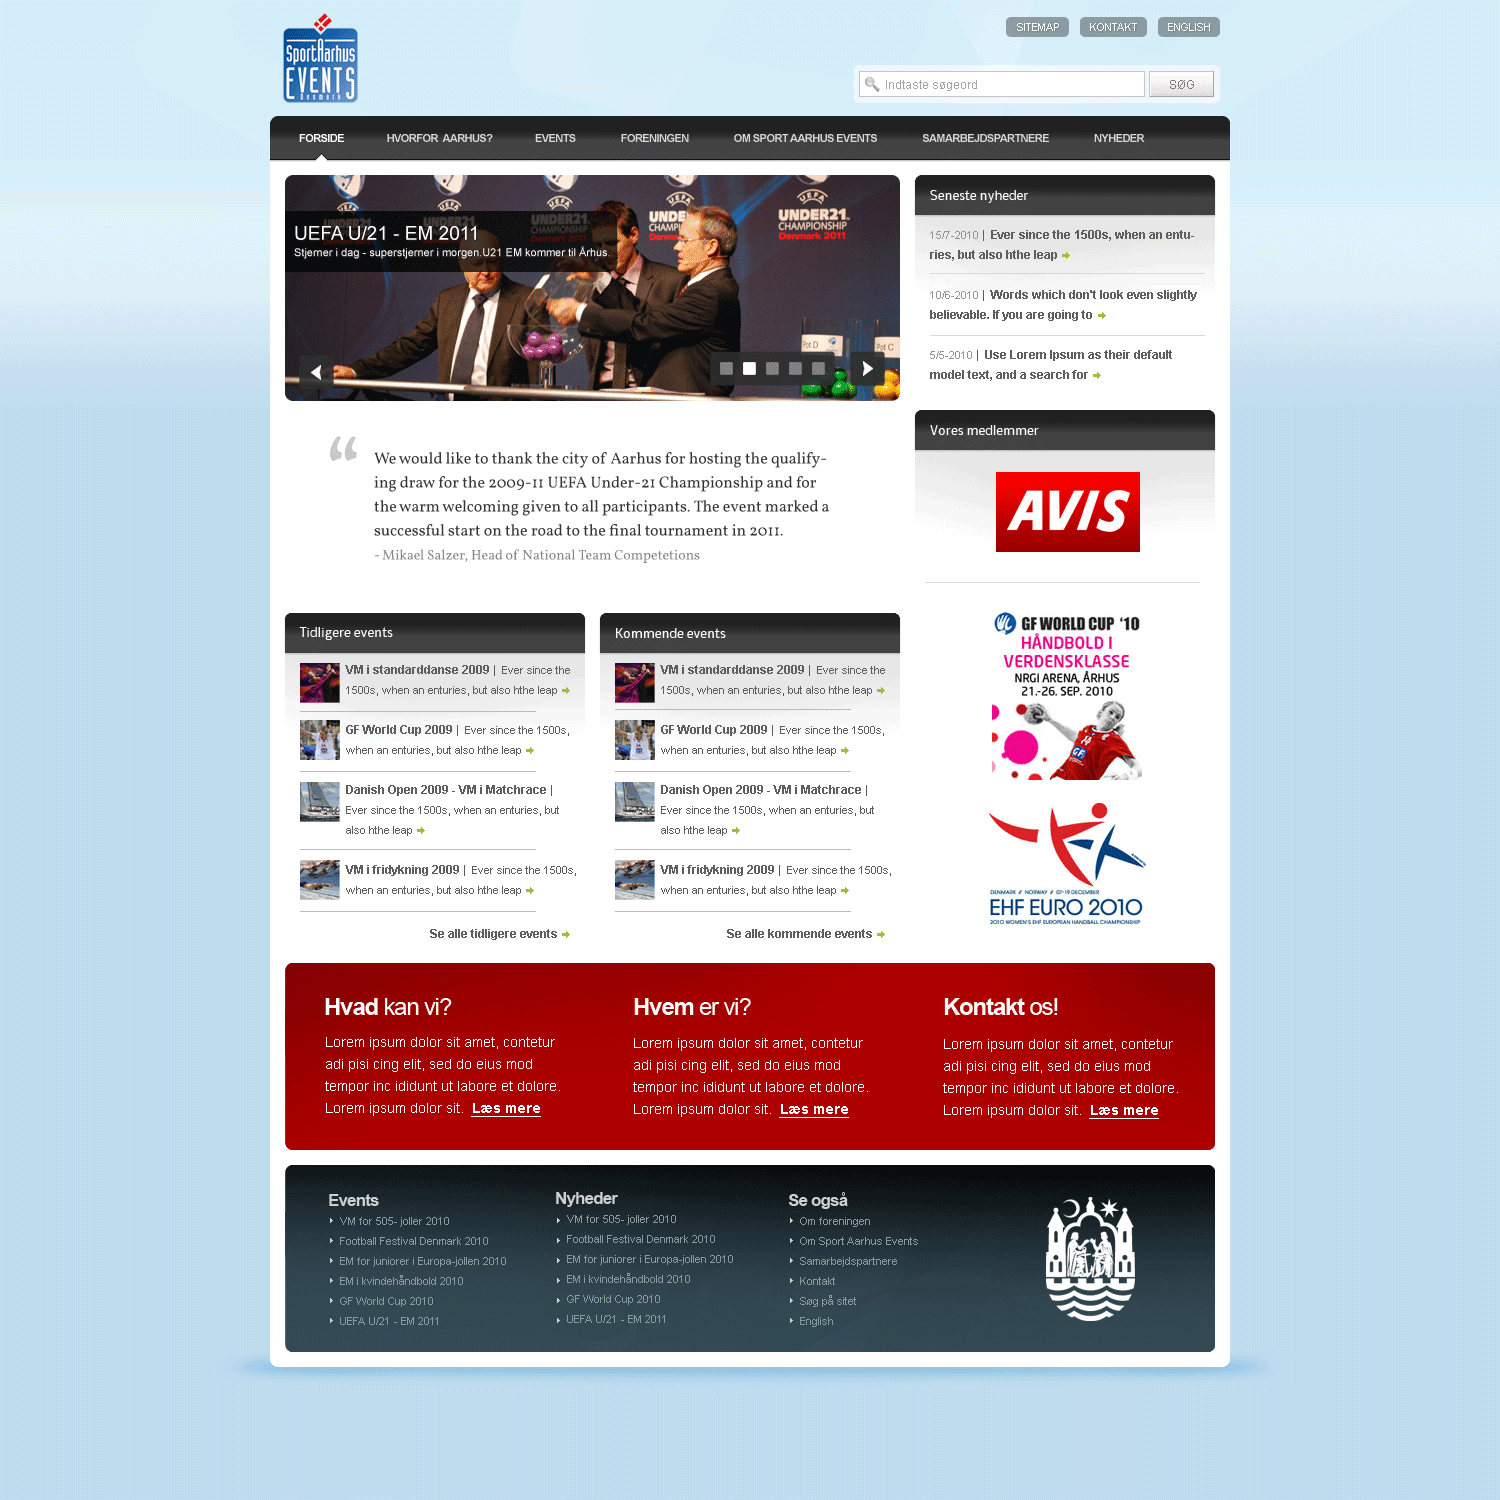 SportAarhus
EVENTS
Denmark
SITEMAP
KONTAKT
ENGLISH
Indtaste søgeord
SØG
FORSIDE
HVORFOR AARHUS?
EVENTS
FORENINGEN
OM SPORT AARHUS EVENTS
SAMARBEJDSPARTNERE
NYHEDER
UEFA
UEFA
UNDER21
CHAMPIONSHIP
Denmark 2011
UNDER21
CHAMPIONSHIP
Denmark 2011
UEFA U/21 - EM 2011
Stjerner i dag - superstjerner i morgen.U21 EM kommer til Århus.
Pot D
Pot C
Seneste nyheder
15/7-2010 | Ever since the 1500s, when an entu-
ries, but also hthe leap
10/6-2010 | Words which don't look even slightly
believable. If you are going to
5/5-2010 | Use Lorem Ipsum as their default
model text, and a search for
“
We would like to thank the city of Aarhus for hosting the qualify-
ing draw for the 2009-11 UEFA Under-21 Championship and for
the warm welcoming given to all participants. The event marked a
successful start on the road to the final tournament in 2011.
- Mikael Salzer, Head of National Team Competetions
Vores medlemmer
AVIS
GF WORLD CUP '10
HÅNDBOLD I
VERDENSKLASSE
NRGI ARENA, ÅRHUS
21.-26. SEP. 2010
GF
DENMARK // NORWAY // 07-19 DECEMBER
EHF EURO 2010
2010 WOMEN'S EHF EUROPEAN HANDBALL CHAMPIONSHIP
Tidligere events
VM i standarddanse 2009 | Ever since the
1500s, when an enturies, but also hthe leap
GF World Cup 2009 | Ever since the 1500s,
when an enturies, but also hthe leap
Danish Open 2009 - VM i Matchrace |
Ever since the 1500s, when an enturies, but
also hthe leap
VM i fridykning 2009 | Ever since the 1500s,
when an enturies, but also hthe leap
Se alle tidligere events
Kommende events
VM i standarddanse 2009 | Ever since the
1500s, when an enturies, but also hthe leap
GF World Cup 2009 | Ever since the 1500s,
when an enturies, but also hthe leap
Danish Open 2009 - VM i Matchrace |
Ever since the 1500s, when an enturies, but
also hthe leap
VM i fridykning 2009 | Ever since the 1500s,
when an enturies, but also hthe leap
Se alle kommende events
Hvad kan vi?
Lorem ipsum dolor sit amet, contetur
adi pisi cing elit, sed do eius mod
tempor inc ididunt ut labore et dolore.
Lorem ipsum dolor sit. Læs mere
Hvem er vi?
Lorem ipsum dolor sit amet, contetur
adi pisi cing elit, sed do eius mod
tempor inc ididunt ut labore et dolore.
Lorem ipsum dolor sit. Læs mere
Kontakt os!
Lorem ipsum dolor sit amet, contetur
adi pisi cing elit, sed do eius mod
tempor inc ididunt ut labore et dolore.
Lorem ipsum dolor sit. Læs mere
Events
VM for 505- joller 2010
Football Festival Denmark 2010
EM for juniorer i Europa-jollen 2010
EM i kvindehåndbold 2010
GF World Cup 2010
UEFA U/21 - EM 2011
Nyheder
VM for 505- joller 2010
Football Festival Denmark 2010
EM for juniorer i Europa-jollen 2010
EM i kvindehåndbold 2010
GF World Cup 2010
UEFA U/21 - EM 2011
Se også
Om foreningen
Om Sport Aarhus Events
Samarbejdspartnere
Kontakt
Søg på sitet
English